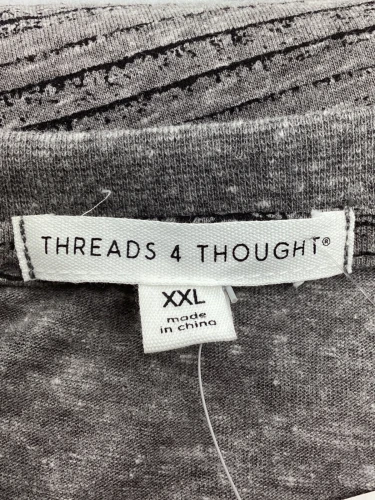 THREADS 4 THOUGHT®
XXL
made
in china